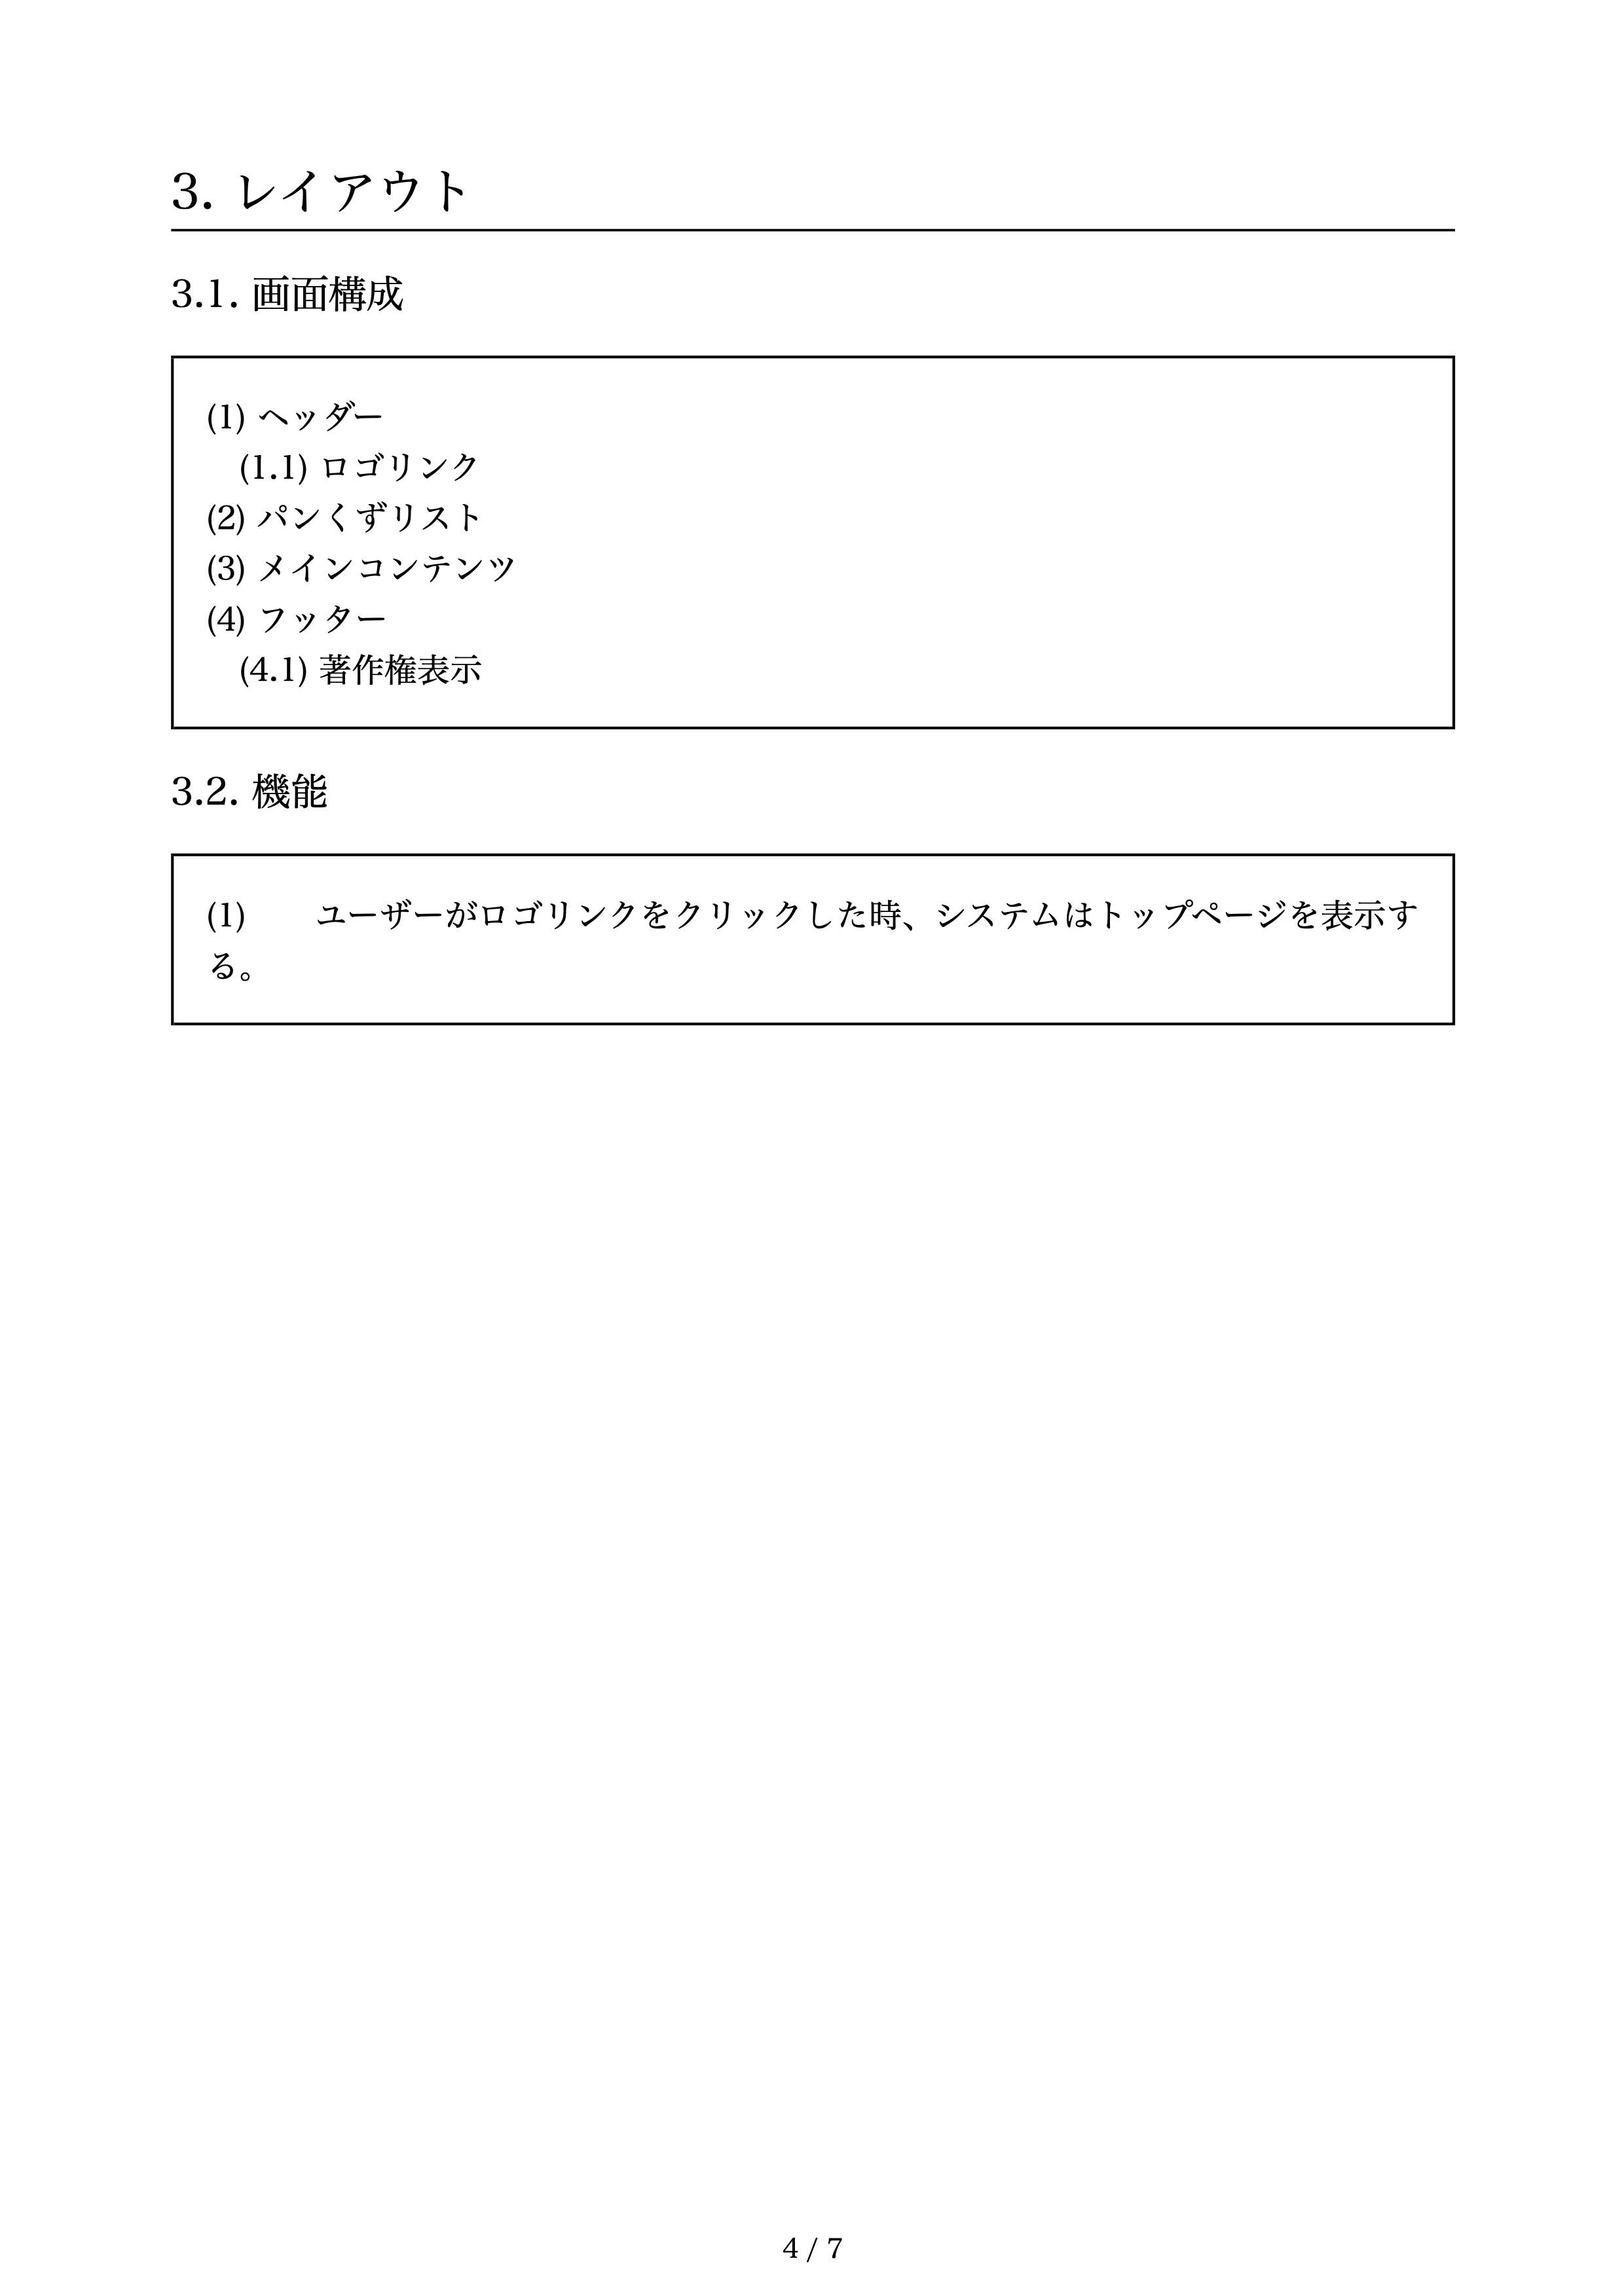 3. レイアウト
3.1. 画面構成
(1) ヘッダー
(1.1) ロゴリンク
(2) パンくずリスト
(3) メインコンテンツ
(4) フッター
(4.1) 著作権表示
3.2. 機能
(1)　　ユーザーがロゴリンクをクリックした時、システムはトップページを表示す
る。
4 / 7